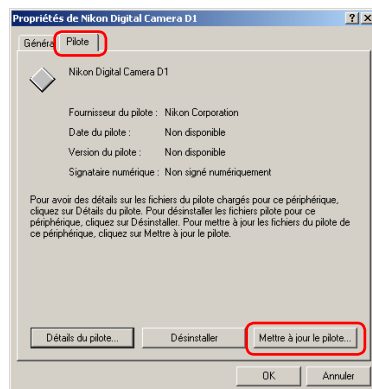 Propriétés de Nikon Digital Camera D1
Général Pilote
Nikon Digital Camera D1
Fournisseur du pilote : Nikon Corporation
Date du pilote : Non disponible
Version du pilote : Non disponible
Signataire numérique : Non signé numériquement
Pour avoir des détails sur les fichiers du pilote chargés pour ce périphérique,
cliquez sur Détails du pilote. Pour désinstaller les fichiers pilote pour ce
périphérique, cliquez sur Désinstaller. Pour mettre à jour les fichiers du pilote de
ce périphérique, cliquez sur Mettre à jour le pilote.
Détails du pilote... Désinstaller Mettre à jour le pilote...
OK Annuler